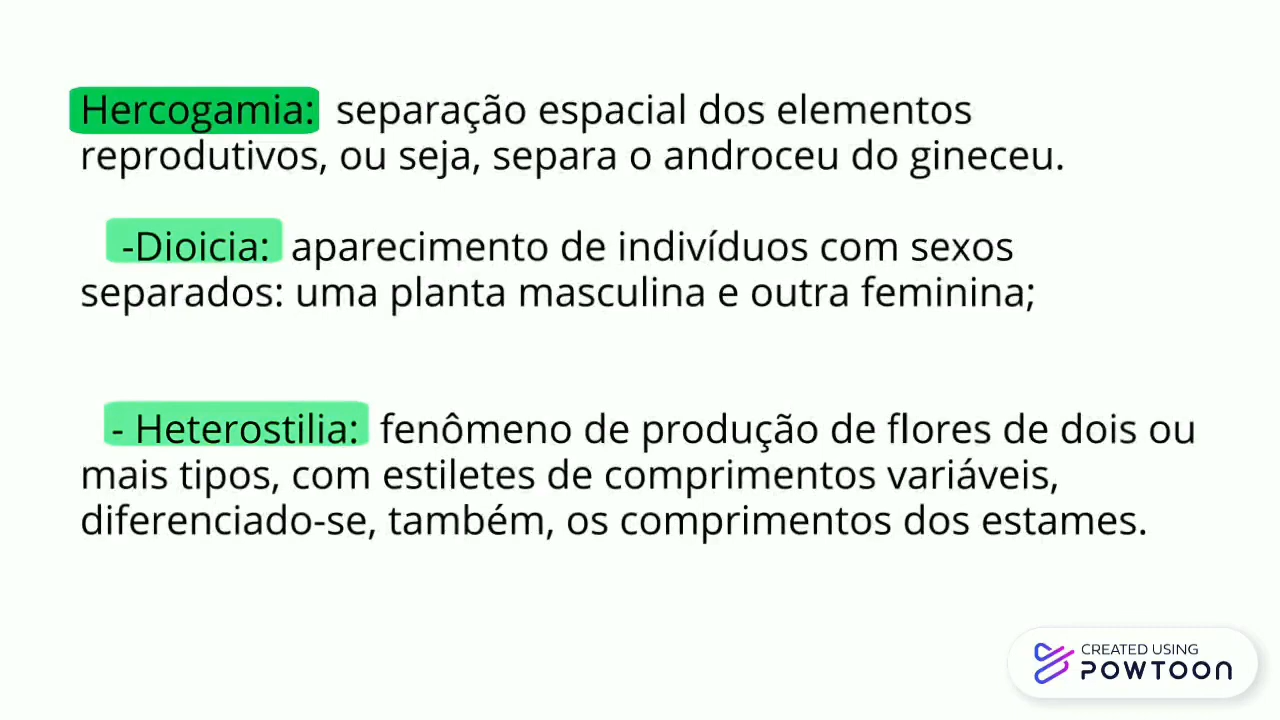 Hercogamia: separação espacial dos elementos
reprodutivos, ou seja, separa o androceu do gineceu.
-Dioicia: aparecimento de indivíduos com sexos
separados: uma planta masculina e outra feminina;
- Heterostilia: fenômeno de produção de flores de dois ou
mais tipos, com estiletes de comprimentos variáveis,
diferenciado-se, também, os comprimentos dos estames.
CREATED USING
POWTOON